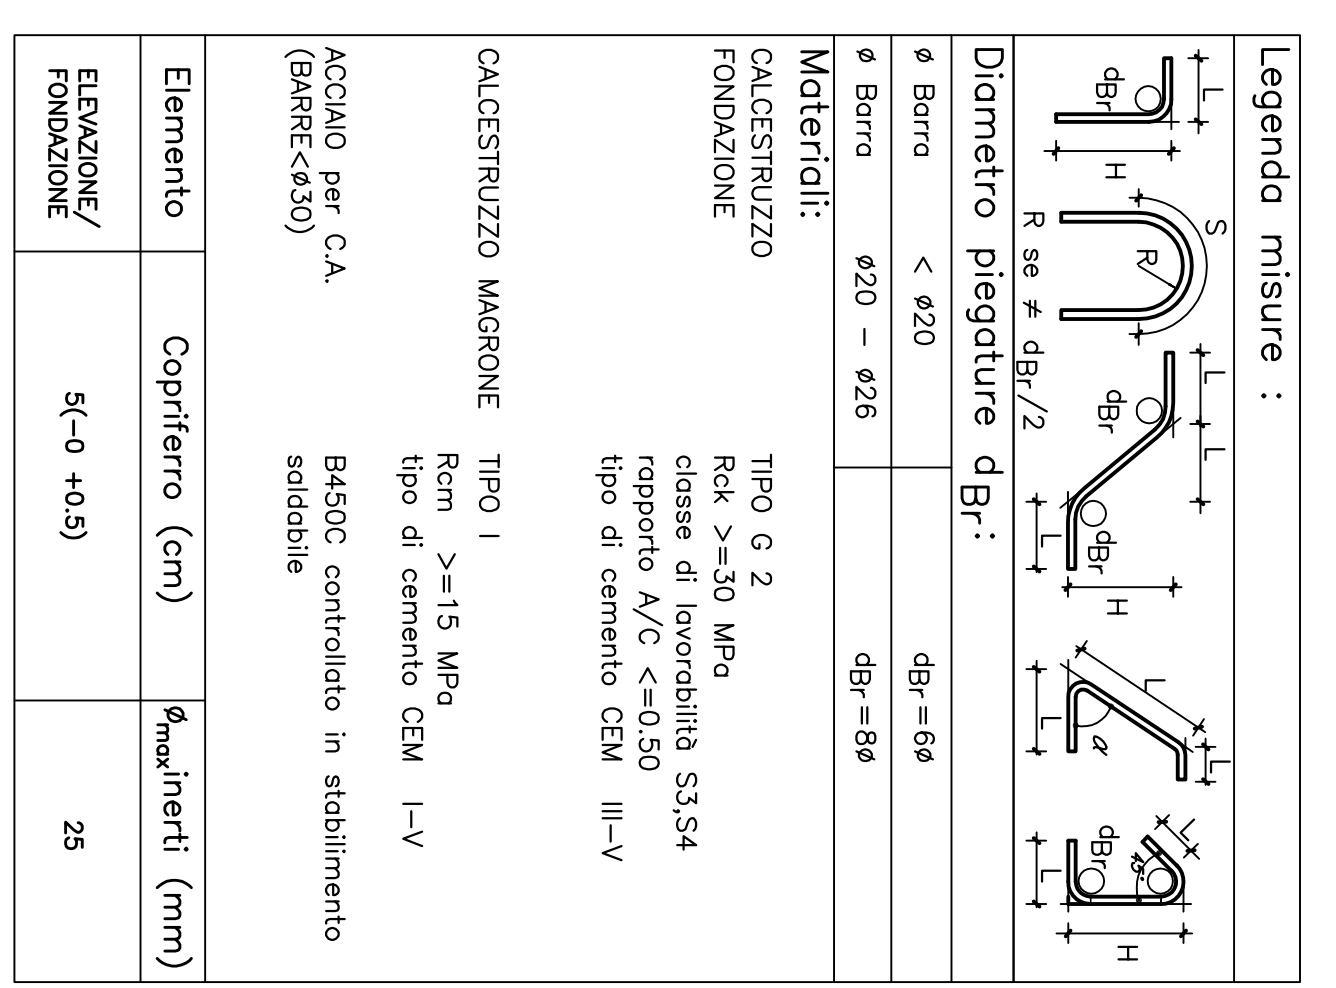 Legenda misure :
L
H
dBr
S
R
R se ≠ dBr/2
L
L
dBr
dBr
L
H
L
L
L
α
L
45°
dBr
L
H
Diametro piegature dBr:
ø Barra < ø20 dBr=6ø
ø Barra ø20 – ø26 dBr=8ø
Materiali:
CALCESTRUZZO TIPO G 2
FONDAZIONE Rck >=30 MPa
classe di lavorabilità S3,S4
rapporto A/C <=0.50
tipo di cemento CEM III–V
CALCESTRUZZO MAGRONE TIPO I
Rcm >=15 MPa
tipo di cemento CEM I–V
ACCIAIO per C.A. B450C controllato in stabilimento
(BARRE<ø30) saldabile
Elemento Copriferro (cm) ømaxinerti (mm)
ELEVAZIONE/
FONDAZIONE 5(–0 +0.5) 25